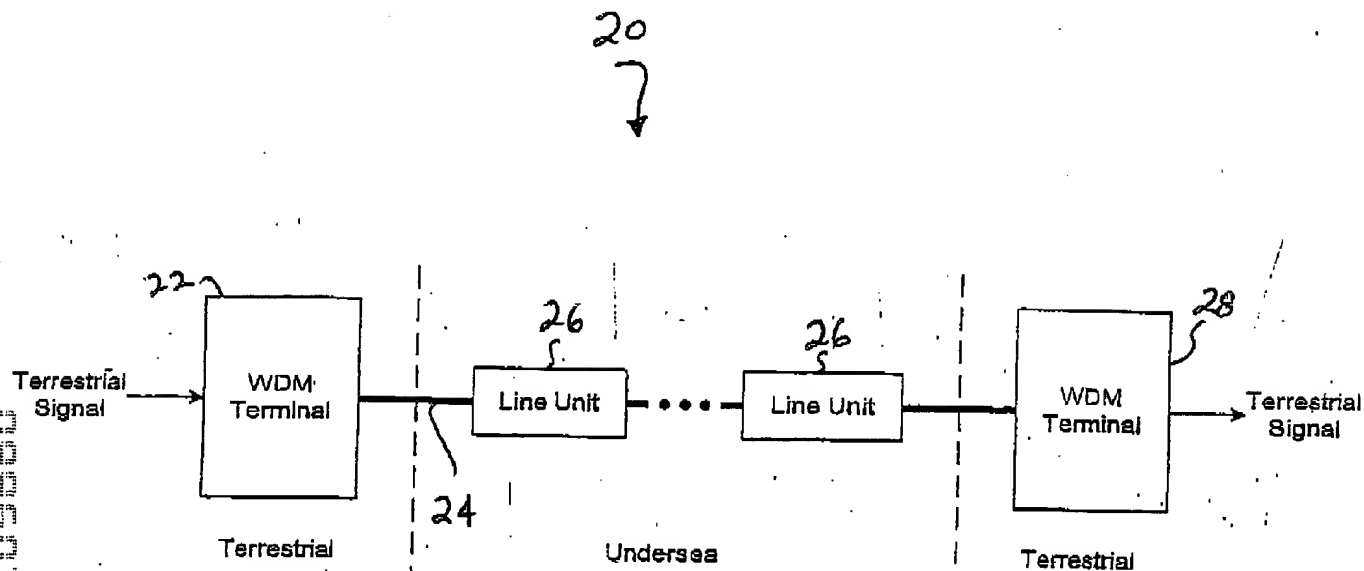 20
22
26
26
28
Terrestrial
Signal
WDM
Terminal
Line Unit
Line Unit
WDM
Terminal
Terrestrial
Signal
24
Terrestrial
Undersea
Terrestrial